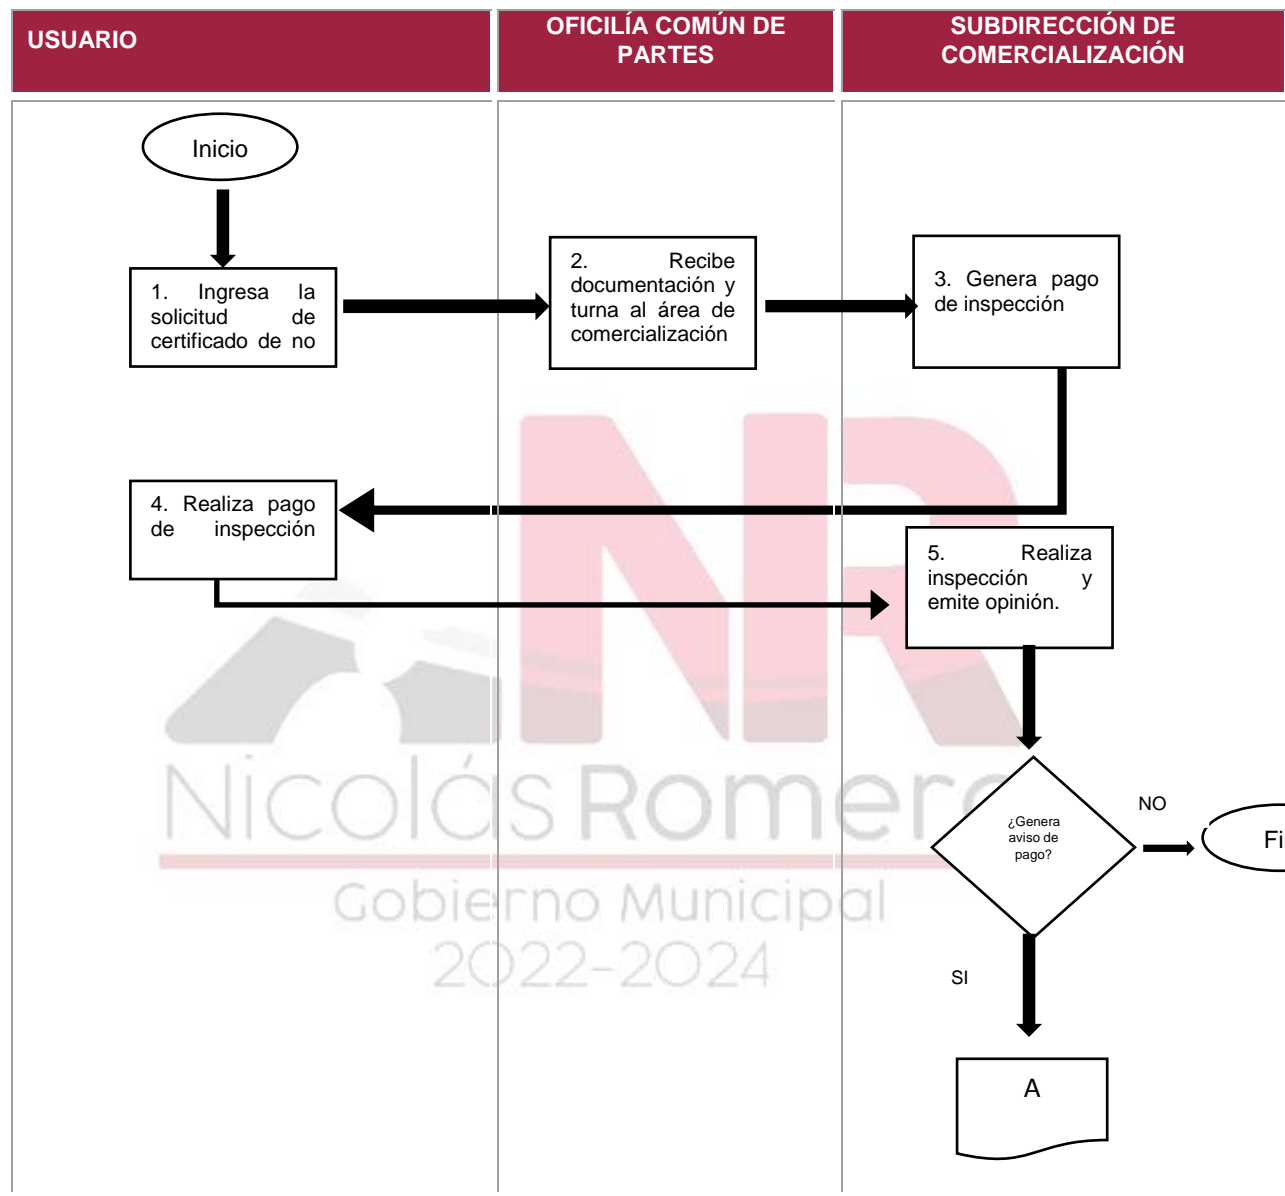 USUARIO
OFICILÍA COMÚN DE
PARTES
SUBDIRECCIÓN DE
COMERCIALIZACIÓN
Inicio
1. Ingresa la
solicitud de
certificado de no
2. Recibe
documentación y
turna al área de
comercialización
3. Genera pago
de inspección
4. Realiza pago
de inspección
5. Realiza
inspección y
emite opinión.
¿Genera
aviso de
pago?
NO
SI
A
NR
Nicolás Romero
Gobierno Municipal
2022-2024